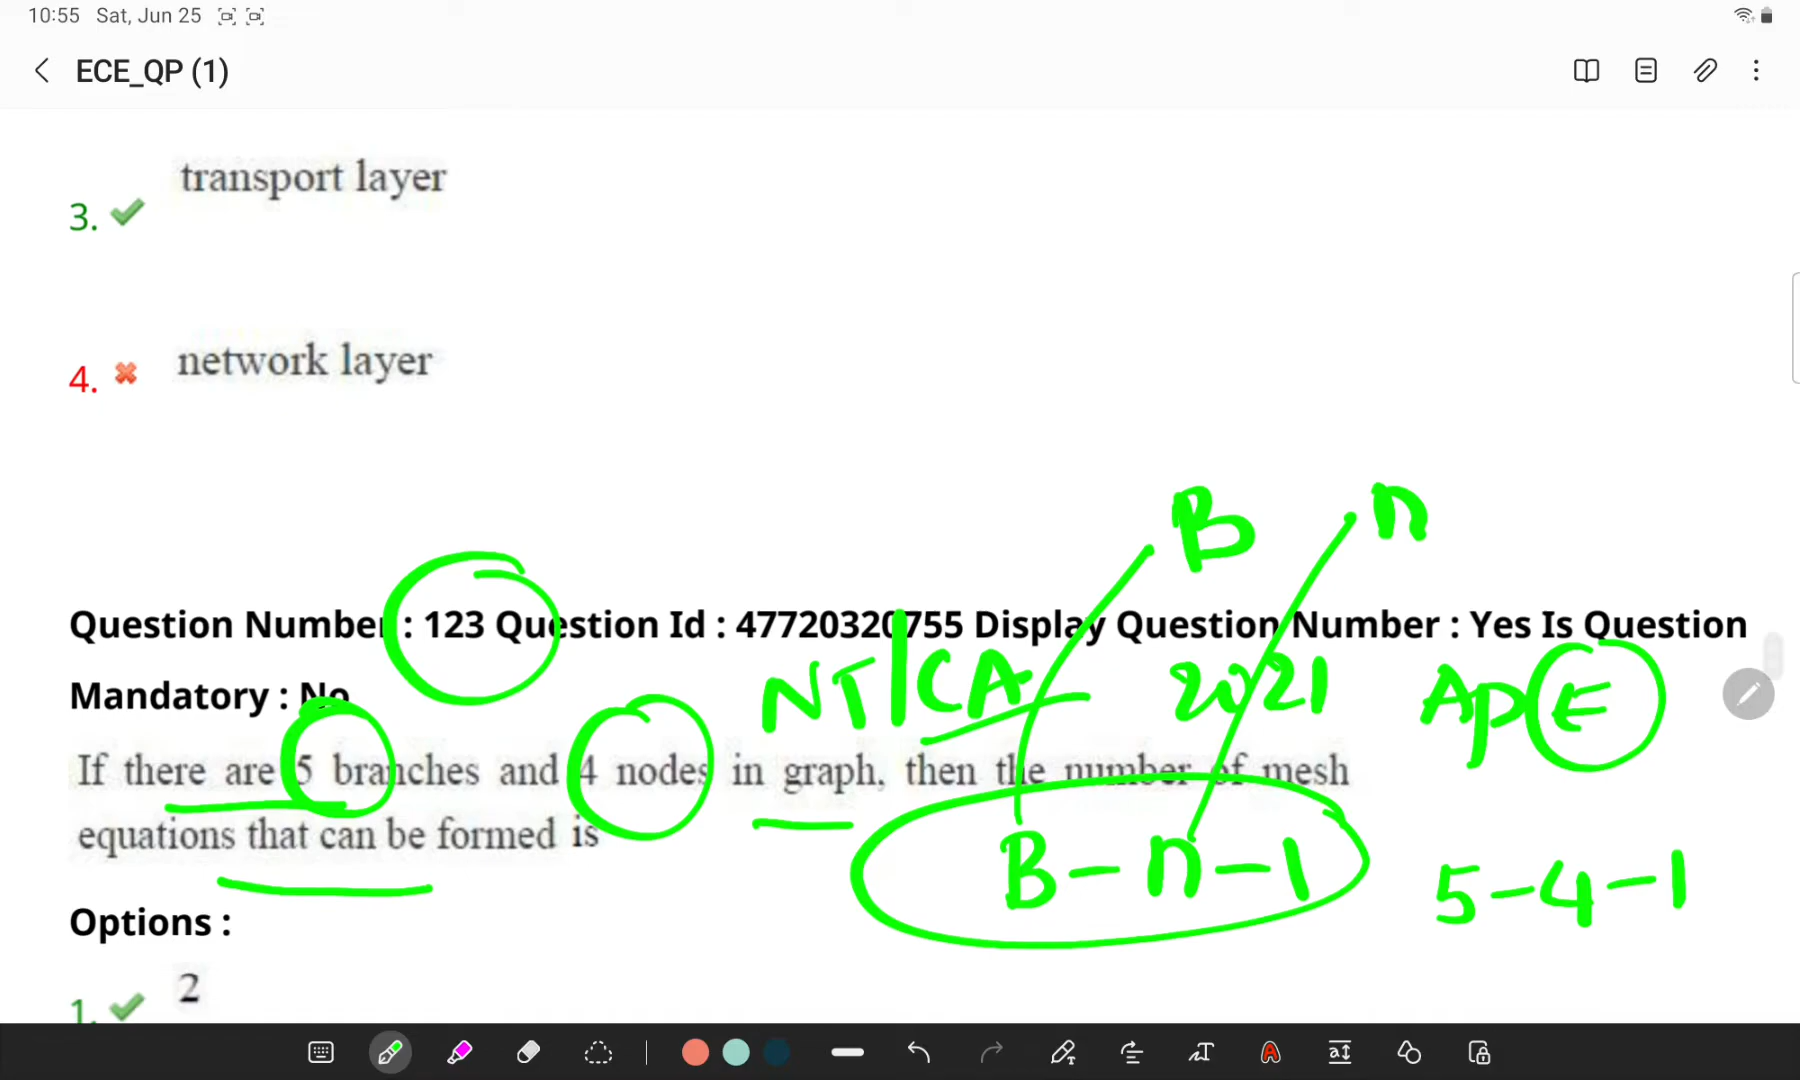 10:55 Sat, Jun 25
ECE_QP (1)
transport layer
3.
network layer
4.
B n
Question Number : 123 Question Id : 47720320755 Display Question Number : Yes Is Question
Mandatory : No
NT/CA 2021 APE
If there are 5 branches and 4 nodes in graph, then the number of mesh
equations that can be formed is
B-n-1 5-4-1
Options :
2
1.